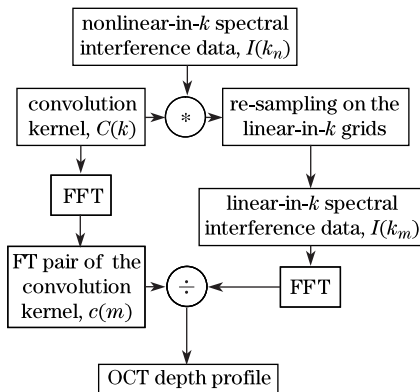 nonlinear-in-k spectral
interference data, I(kₙ)
convolution
kernel, C(k)
*
re-sampling on the
linear-in-k grids
FFT
linear-in-k spectral
interference data, I(kₘ)
FT pair of the
convolution
kernel, c(m)
÷
FFT
OCT depth profile